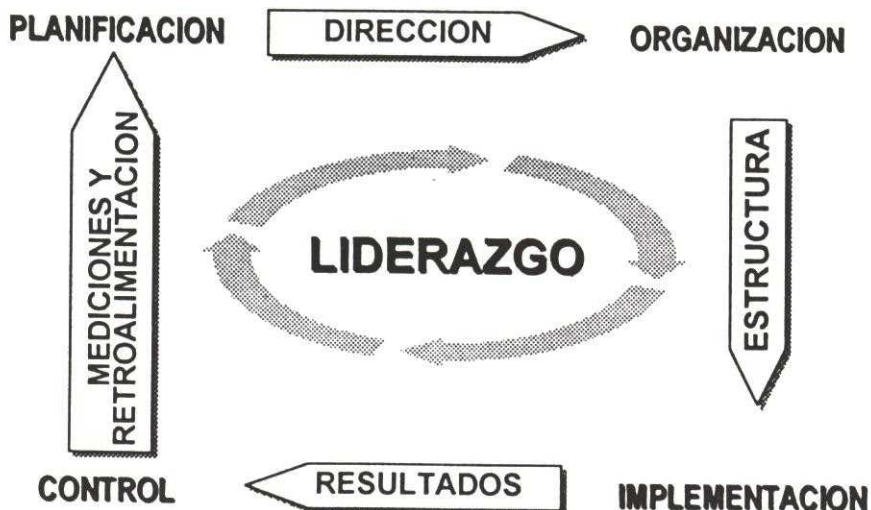 PLANIFICACION
DIRECCION
ORGANIZACION
MEDICIONES Y
RETROALIMENTACION
LIDERAZGO
ESTRUCTURA
CONTROL
RESULTADOS
IMPLEMENTACION